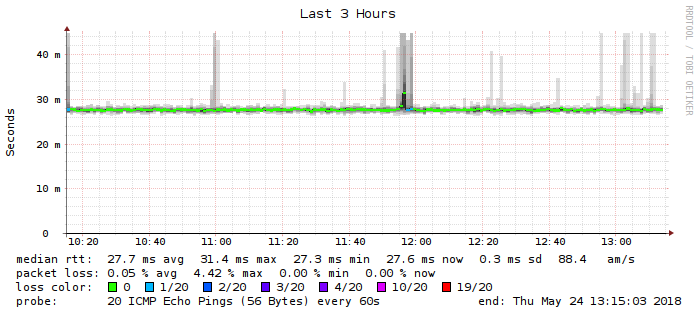 Last 3 Hours
RRDTOOL / TOBI OETIKER
Seconds
40 m
30 m
20 m
10 m
0
10:20 10:40 11:00 11:20 11:40 12:00 12:20 12:40 13:00
median rtt: 27.7 ms avg 31.4 ms max 27.3 ms min 27.6 ms now 0.3 ms sd 88.4 am/s
packet loss: 0.05 % avg 4.42 % max 0.00 % min 0.00 % now
loss color: 0 1/20 2/20 3/20 4/20 10/20 19/20
probe: 20 ICMP Echo Pings (56 Bytes) every 60s end: Thu May 24 13:15:03 2018